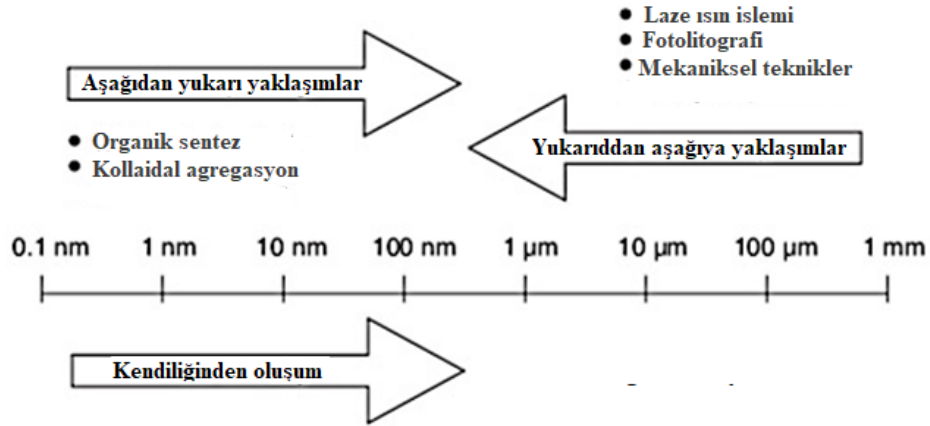 • Laze ısın islemi
• Fotolitografi
• Mekaniksel teknikler
Aşağıdan yukarı yaklaşımlar
• Organik sentez
• Kollaidal agregasyon
Yukarıddan aşağıya yaklaşımlar
0.1 nm 1 nm 10 nm 100 nm 1 µm 10 µm 100 µm 1 mm
Kendiliğinden oluşum